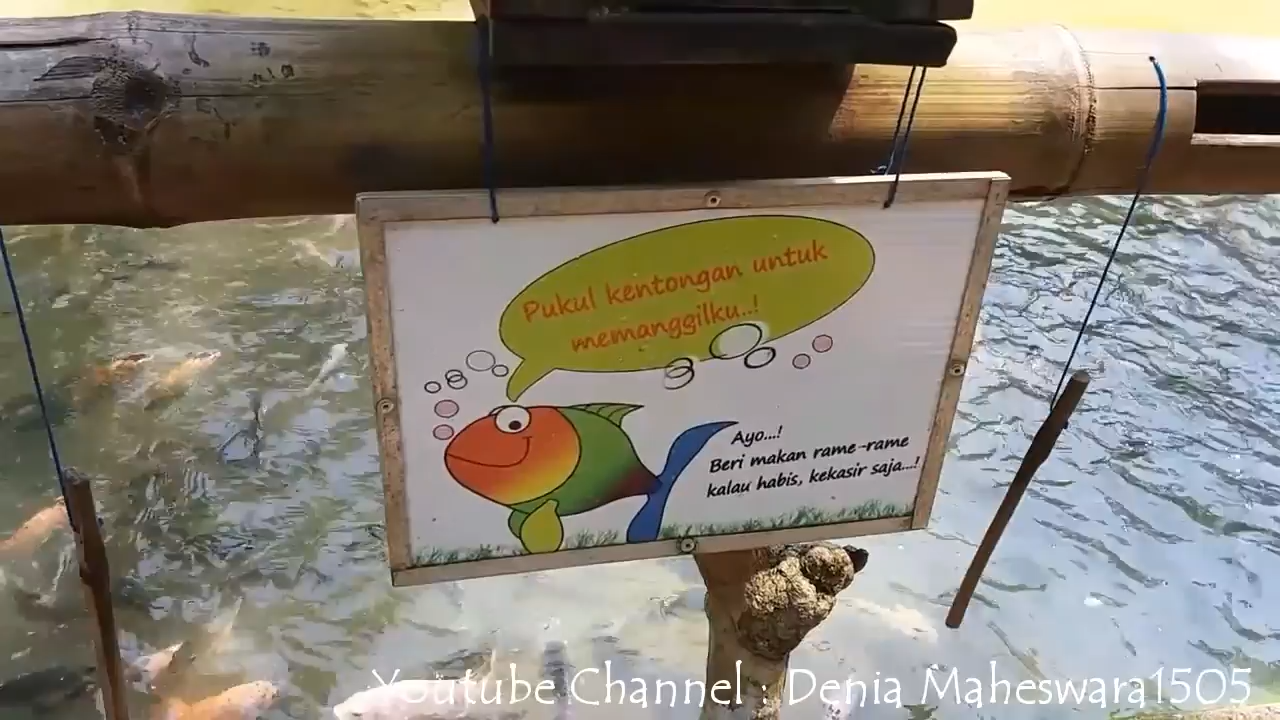 Pukul kentongan untuk
memanggilku..!
Ayo...!
Beri makan rame-rame
kalau habis, kekasir saja...!
Youtube Channel : Denia Maheswara1505